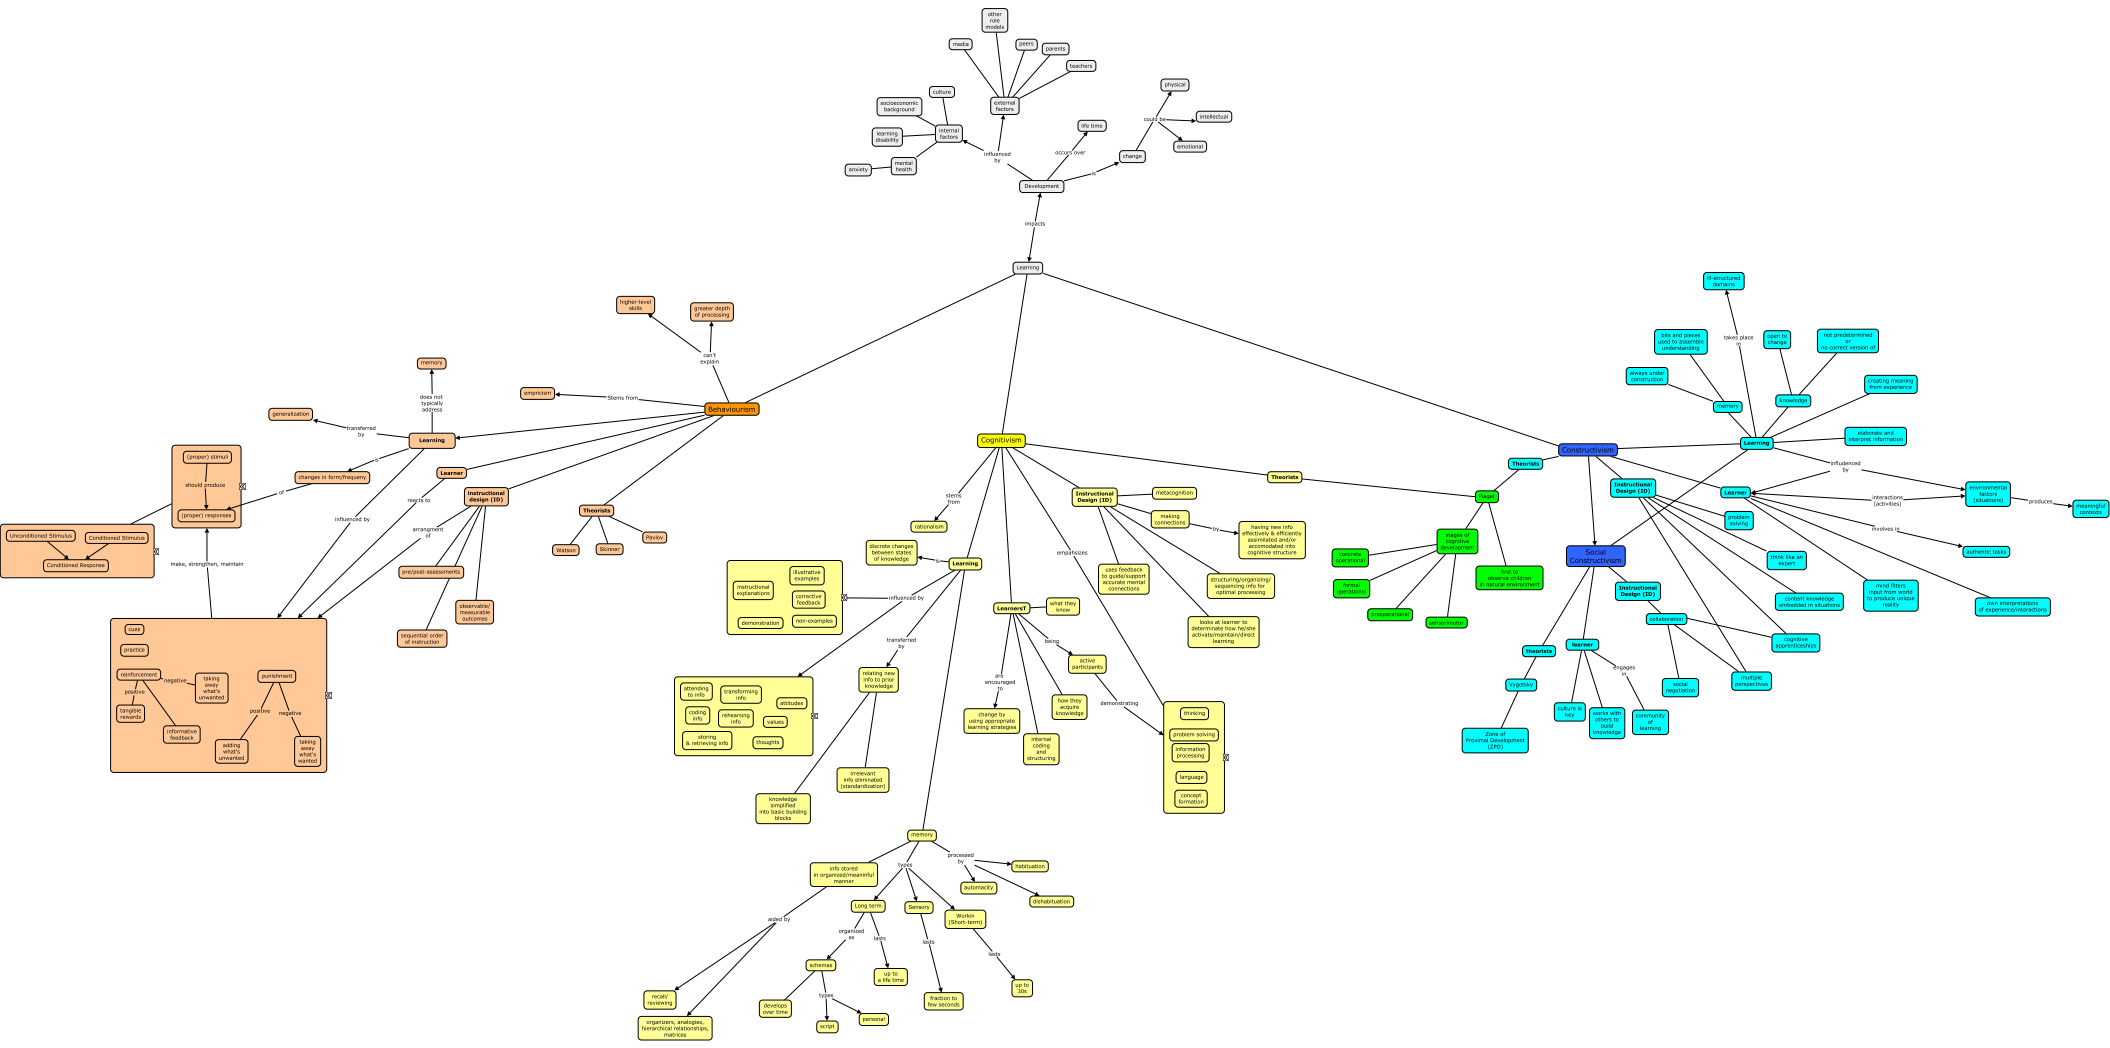 other
role
models
media
peers
parents
teachers
physical
culture
socioeconomic
background
external
factors
could be
intellectual
life time
learning
disability
internal
factors
emotional
occurs over
influenced
by
change
anxiety
mental
health
is
Development
impacts
Learning
higher-level
skills
greater depth
of processing
can't
explain
memory
empricism
Stems from
Behaviourism
does not
typically
address
generalization
transferred
by
Learning
is
(proper) stimuli
should produce
(proper) responses
changes in form/frequeny
of
Learner
reacts to
instructional
design (ID)
influenced by
arrangment
of
Theorists
Watson
Skinner
Pavlov
Unconditioned Stimulus
Conditioned Stimulus
Conditioned Response
make, strengthen, maintain
pre/post-assessments
observable/
measurable
outcomes
sequential order
of instruction
cues
practice
reinforcement
negative
taking
away
what's
unwanted
punishment
positive
tangible
rewards
informative
feedback
positive
negative
adding
what's
unwanted
taking
away
what's
wanted
Cognitivism
Theorists
stems
from
rationalism
Instructional
Design (ID)
metacognition
making
connections
by
having new info
effectively & efficiently
assimilated and/or
accomodated into
cognitive structure
discrete changes
between states
of knowledge
is
Learning
empahsizes
uses feedback
to guide/support
accurate mental
connections
structuring/organizing/
sequencing info for
optimal processing
looks at learner to
determine how he/she
activate/maintain/direct
learning
illustrative
examples
instructional
explanations
corrective
feedback
demonstration
non-examples
influenced by
LearnersT
what they
know
transferred
by
being
active
participants
attending
to info
transforming
info
attitudes
coding
info
rehearsing
info
values
storing
& retrieving info
thoughts
relating new
info to prior
knowledge
are
encouraged
to
how they
acquire
knowledge
demonstrating
change by
using appropriate
learning strategies
internal
coding
and
structuring
thinking
problem solving
information
processing
language
concept
formation
irrelevant
info eliminated
(standardization)
knowledge
simplified
into basic building
blocks
memory
info stored
in organized/meaninful
manner
types
processed
by
habituation
automacity
dishabituation
aided by
Long term
Sensory
Workin
(Short-term)
organized
as
lasts
lasts
lasts
schemas
up to
a life time
up to
30s
recall/
reviewing
types
develops
over time
fraction to
few seconds
organizers, analogies,
hierarchical relationships,
matrices
script
personal
Constructivism
Theorists
Piaget
stages of
cognitive
development
concrete
operational
formal
operational
preoperational
sensorimotor
first to
observe children
in natural environment
ill-structured
domains
bits and pieces
used to assemble
understanding
takes place
in
open to
change
not predetermined
or
no correct version of
always under
construction
creating meaning
from experience
memory
knowledge
Learning
elaborate and
interpret information
infludenced
by
Instructional
Design (ID)
Learner
interactions
(activities)
environmental
factors
(situations)
produces
meaningful
contexts
problem
solving
involves in
authentic tasks
think like an
expert
Social
Constructivism
Instructional
Design (ID)
content knowledge
embedded in situations
mind filters
input from world
to produce unique
reality
own interpretations
of experience/interactions
collaboration
cognitive
apprenticeships
theorists
learner
engages
in
Vygotsky
social
negotiation
multiple
perspectives
culture is
key
works with
others to
build
knowledge
community
of
learning
Zone of
Proximal Development
(ZPD)